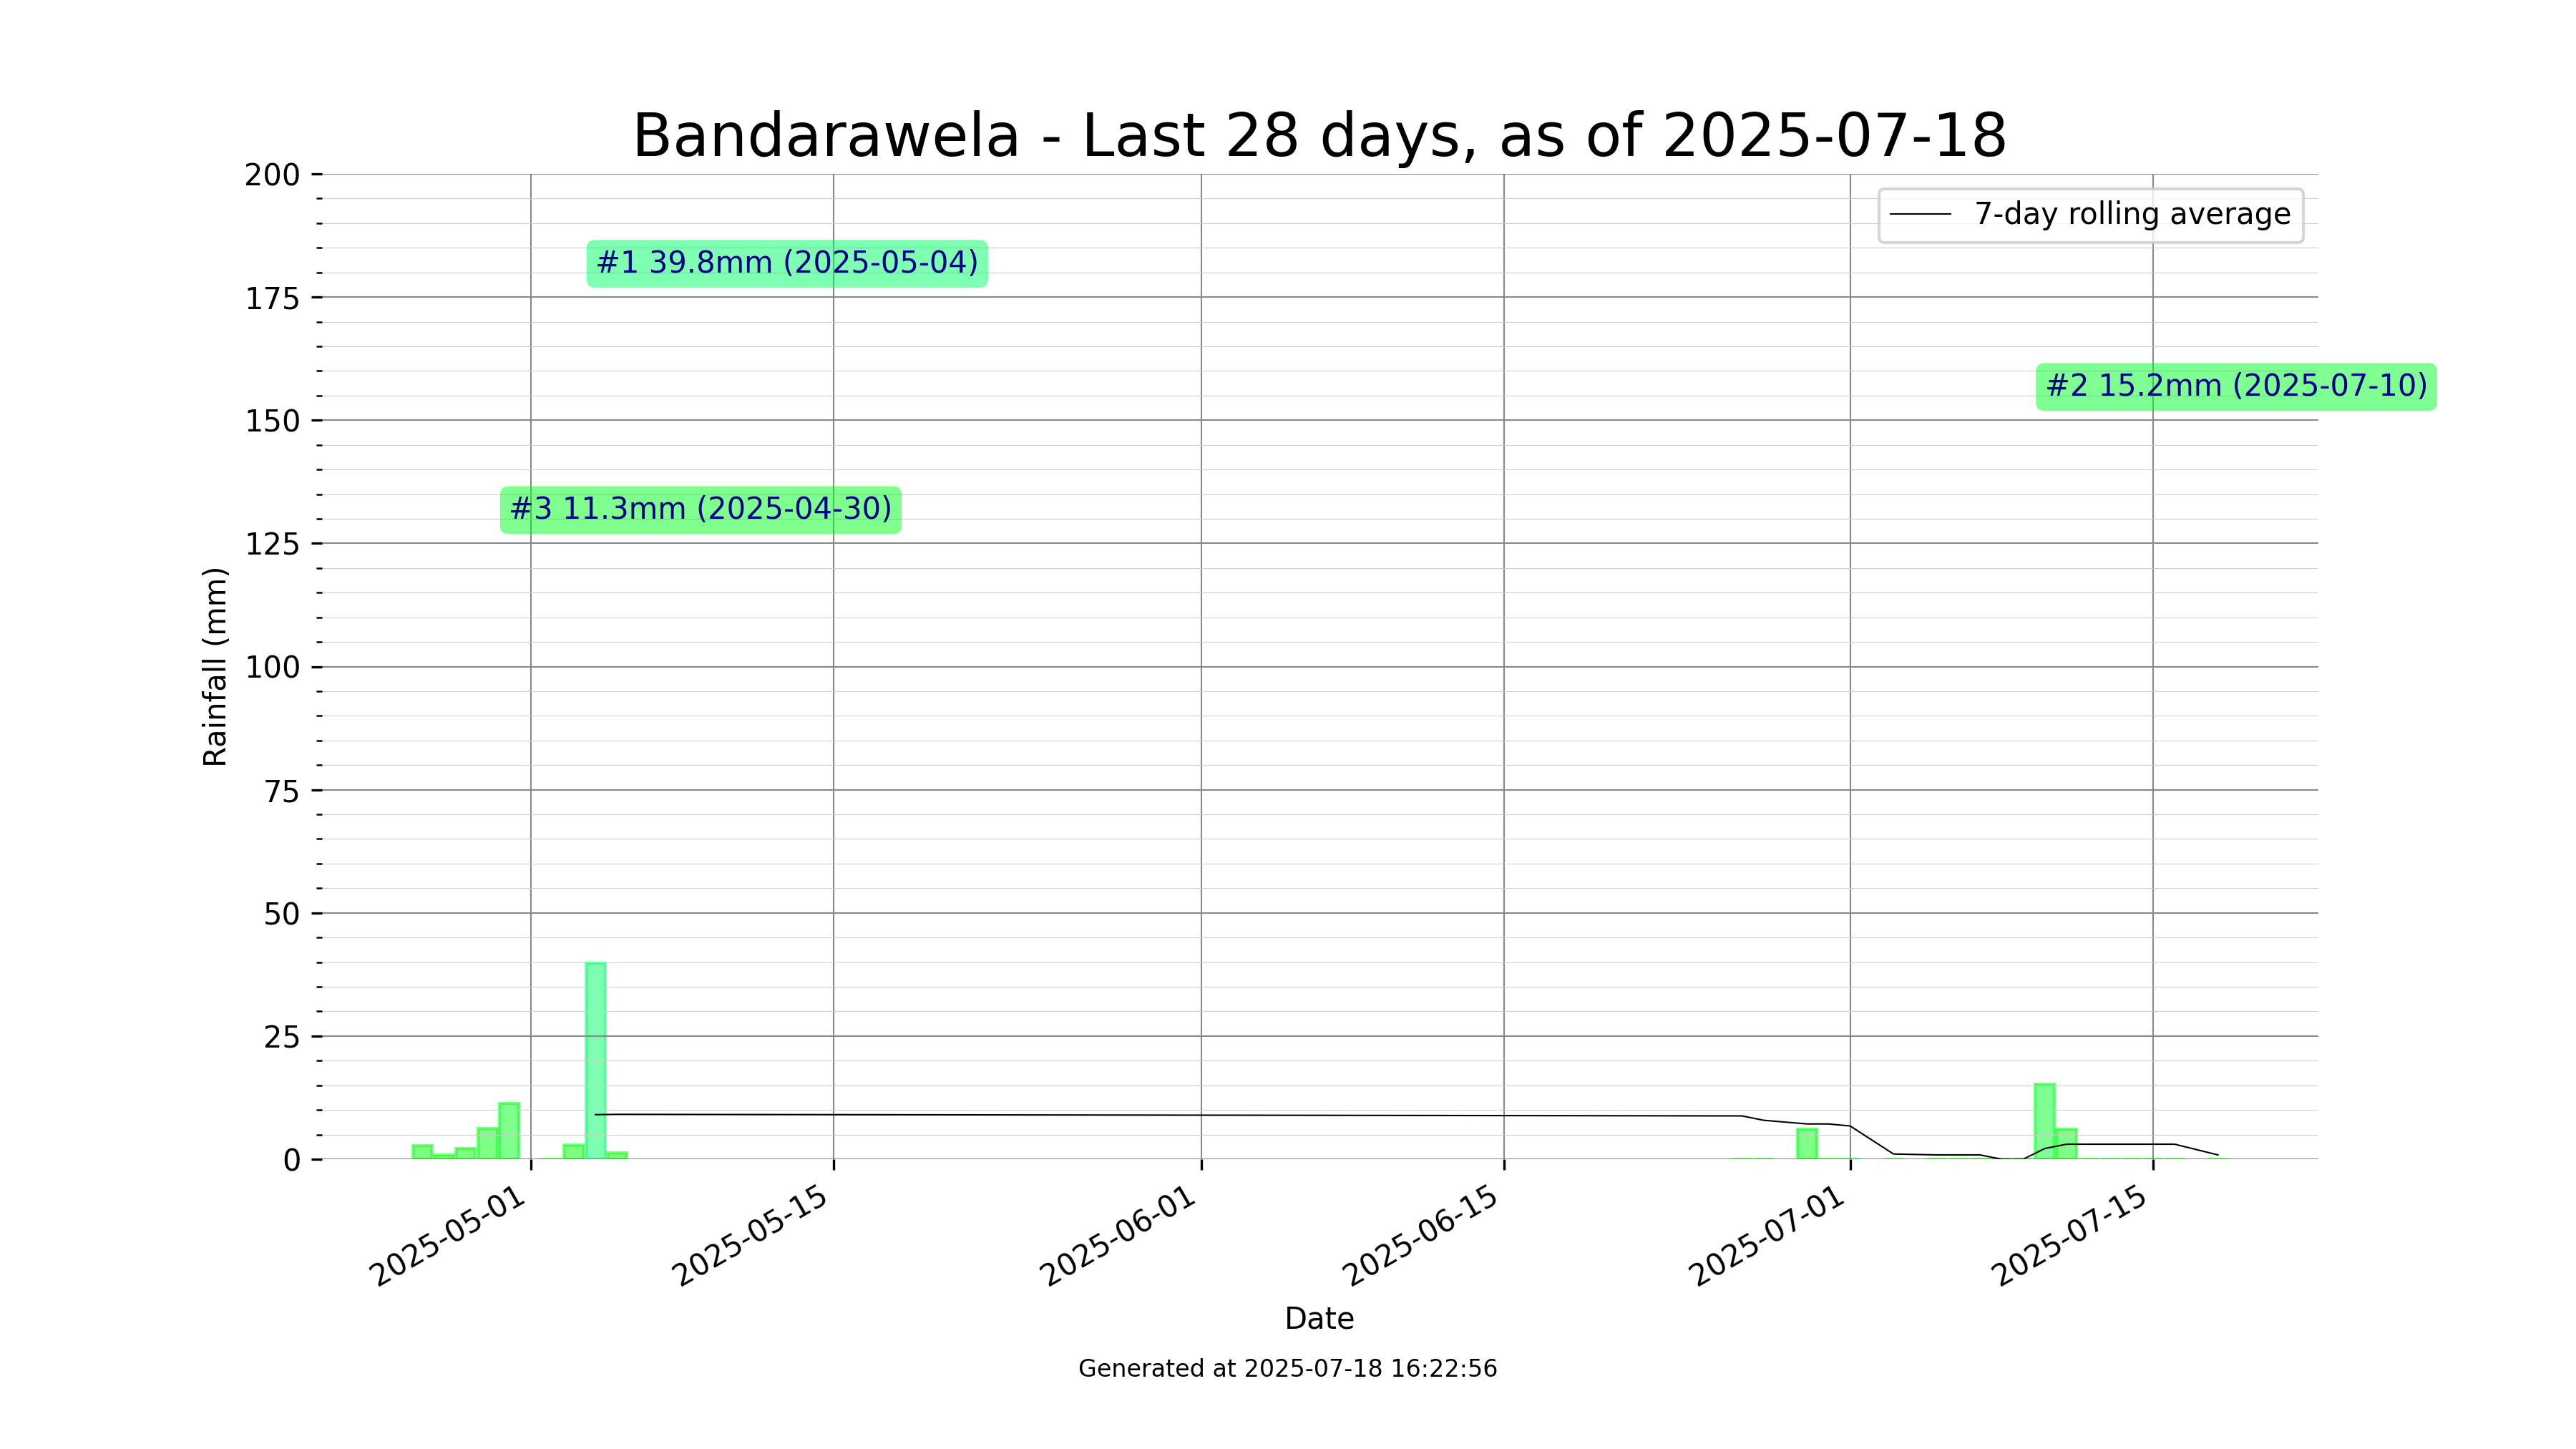 Bandarawela - Last 28 days, as of 2025-07-18
7-day rolling average
#1 39.8mm (2025-05-04)
#2 15.2mm (2025-07-10)
#3 11.3mm (2025-04-30)
Rainfall (mm)
200
175
150
125
100
75
50
25
0
2025-05-01
2025-05-15
2025-06-01
2025-06-15
2025-07-01
2025-07-15
Date
Generated at 2025-07-18 16:22:56